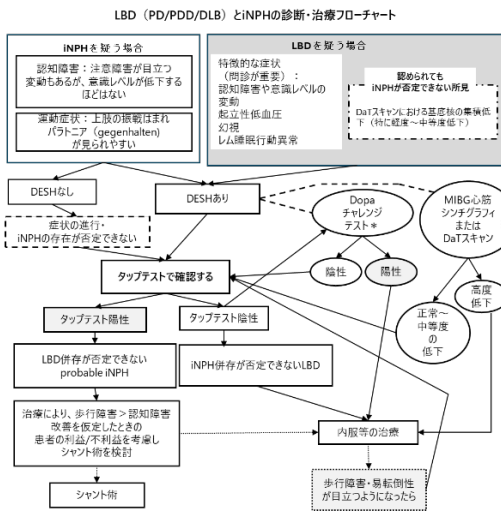 LBD（PD/PDD/DLB）とiNPHの診断・治療フローチャート
iNPHを疑う場合
認知障害：注意障害が目立つ
変動もあるが、意識レベルが低下する
ほどはない
運動症状：上肢の振戦はまれ
パラトニア（gegenhalten）
が見られやすい
LBDを疑う場合
特徴的な症状
（問診が重要）：
認知障害や意識レベルの
変動
起立性低血圧
幻視
レム睡眠行動異常
認められても
iNPHが否定できない所見
DaTスキャンにおける基底核の集積低
下（特に軽度～中等度低下）
DESHなし
DESHあり
症状の進行・
iNPHの存在が否定できない
Dopa
チャレンジ
テスト＊
MIBG心筋
シンチグラフィ
または
DaTスキャン
タップテストで確認する
陰性
陽性
高度
低下
正常～
中等度
の
低下
タップテスト陽性
タップテスト陰性
LBD併存が否定できない
probable iNPH
iNPH併存が否定できないLBD
治療により、歩行障害＞認知障害
改善を仮定したときの
患者の利益/不利益を考慮し
シャント術を検討
内服等の治療
シャント術
歩行障害・易転倒性
が目立つようになったら